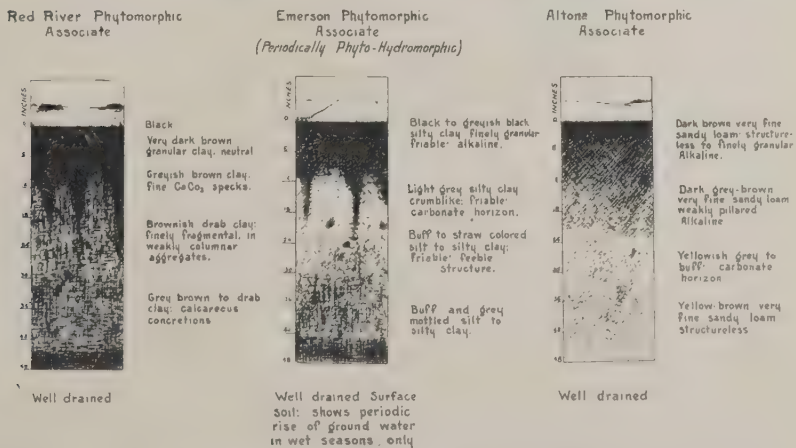 Red River Phytomorphic
Associate
INCHES
0
Black
Very dark brown
granular clay. neutral
Greyish brown clay.
fine CaCo3 specks.
Brownish drab clay:
finely fragmental, in
weakly columnar
aggregates.
Grey brown to drab
clay: calcareous
concretions
Well drained
Emerson Phytomorphic
Associate
(Periodically Phyto-Hydromorphic)
INCHES
0
Black to greyish black
silty clay finely granular
friable· alkaline.
Light grey silty clay
crumblike: friable·
carbonate horizon.
Buff to straw colored
silt to silty clay;
friable· feeble
structure.
Buff and grey
mottled silt to
silty clay.
Well drained Surface
soil: shows periodic
rise of ground water
in wet seasons, only
Altona Phytomorphic
Associate
INCHES
0
Dark brown very fine
sandy loam· structure-
less to finely granular
Alkaline.
Dark grey-brown
very fine sandy loam
weakly pillared
Alkaline
Yellowish grey to
buff· carbonate
horizon
Yellow-brown very
fine sandy loam
structureless
Well drained